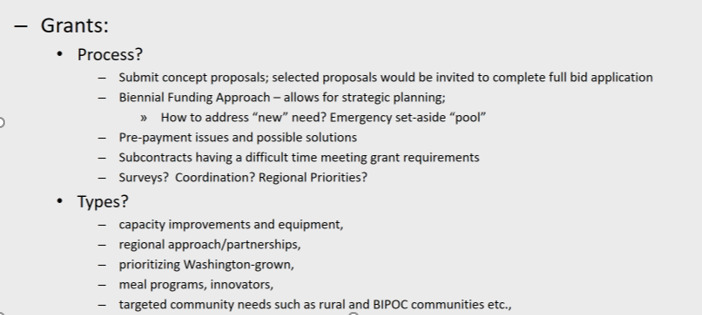 – Grants:
• Process?
– Submit concept proposals; selected proposals would be invited to complete full bid application
– Biennial Funding Approach – allows for strategic planning;
» How to address “new” need? Emergency set-aside “pool”
– Pre-payment issues and possible solutions
– Subcontracts having a difficult time meeting grant requirements
– Surveys? Coordination? Regional Priorities?
• Types?
– capacity improvements and equipment,
– regional approach/partnerships,
– prioritizing Washington-grown,
– meal programs, innovators,
– targeted community needs such as rural and BIPOC communities etc.,